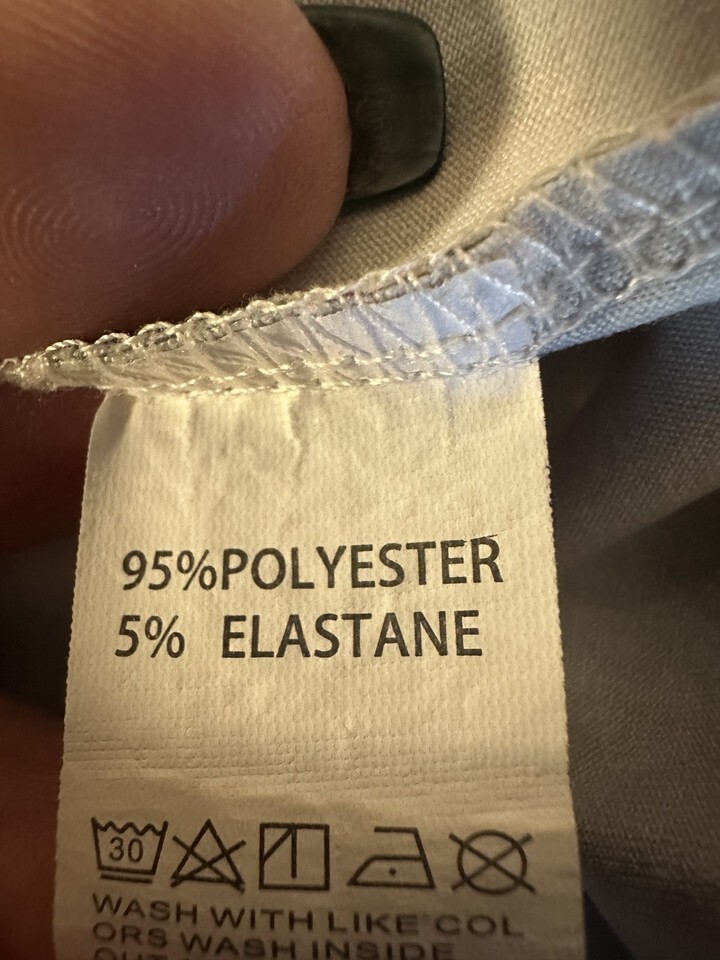 95%POLYESTER
5% ELASTANE
30
WASH WITH LIKE COL
ORS WASH INSIDE